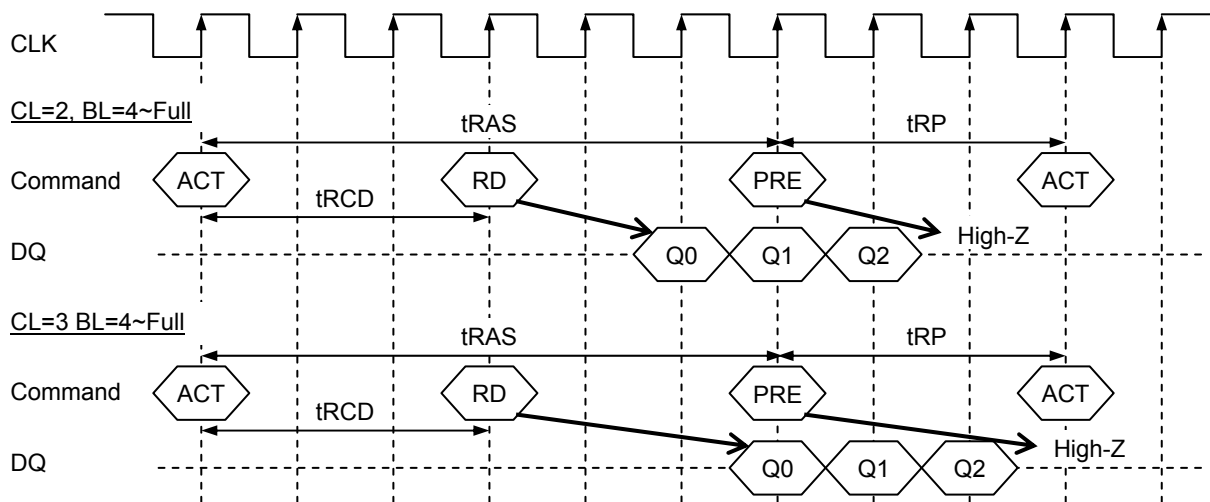 CLK
CL=2, BL=4~Full
tRAS tRP
Command ACT RD PRE ACT
tRCD
DQ Q0 Q1 Q2 High-Z
CL=3 BL=4~Full
tRAS tRP
Command ACT RD PRE ACT
tRCD
DQ Q0 Q1 Q2 High-Z